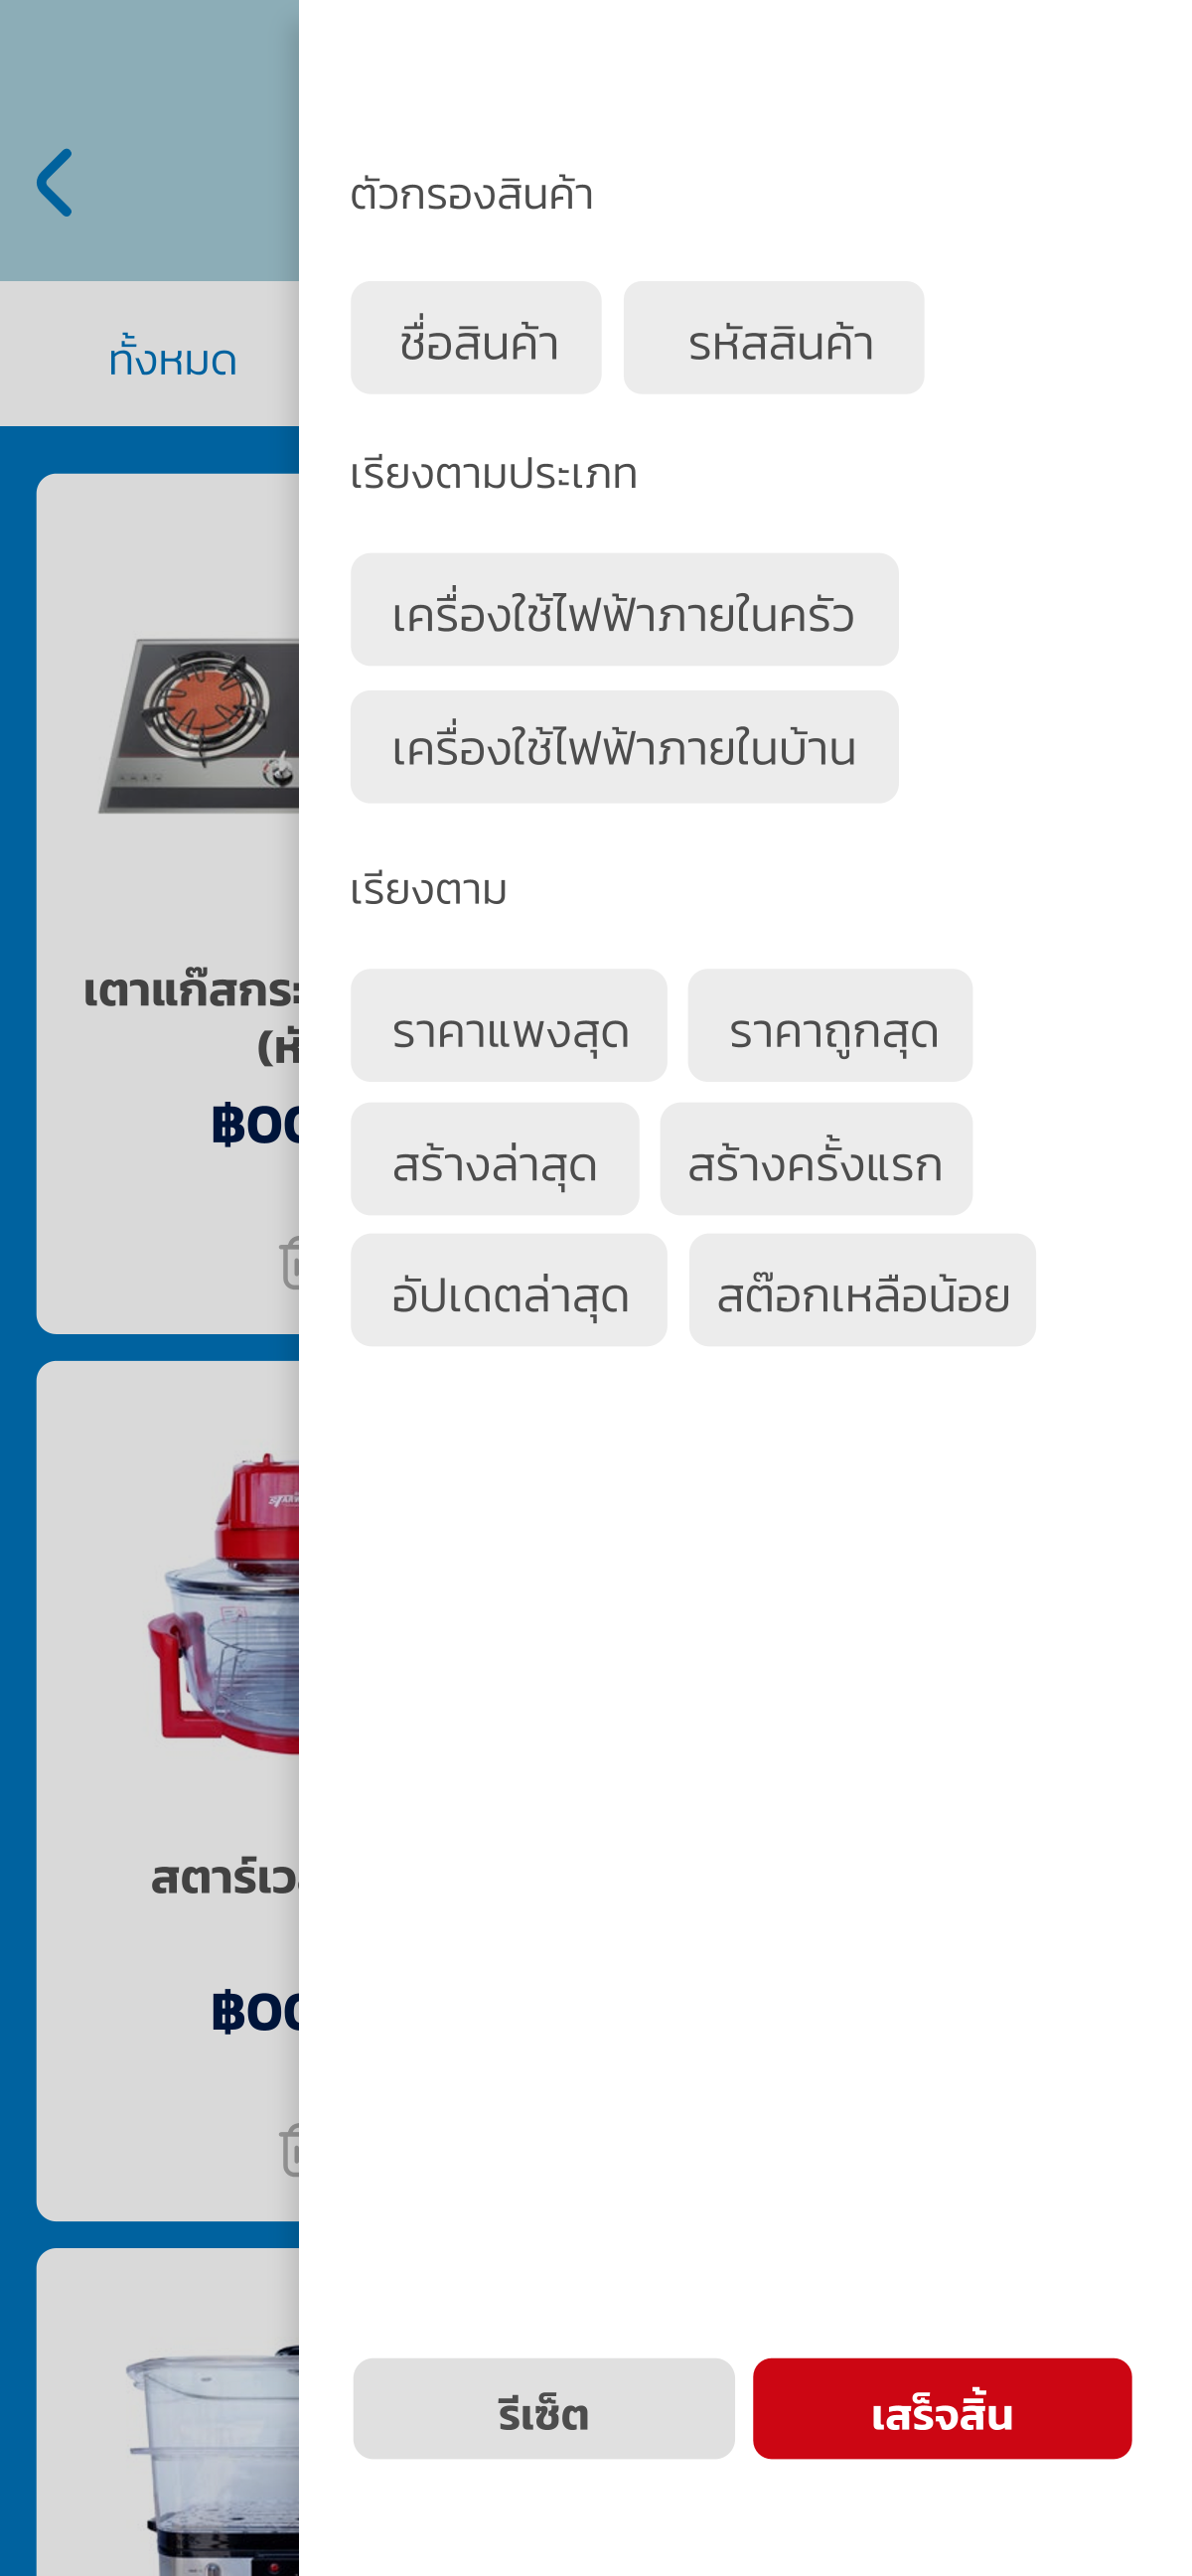 ตัวกรองสินค้า
ชื่อสินค้า รหัสสินค้า
ทั้งหมด
เรียงตามประเภท
เครื่องใช้ไฟฟ้าภายในครัว
เครื่องใช้ไฟฟ้าภายในบ้าน
เรียงตาม
ราคาแพงสุด ราคาถูกสุด
สร้างล่าสุด สร้างครั้งแรก
อัปเดตล่าสุด สต๊อกเหลือน้อย
เตาแก๊สกระ
(หั
฿00
สตาร์เว
฿00
รีเซ็ต เสร็จสิ้น